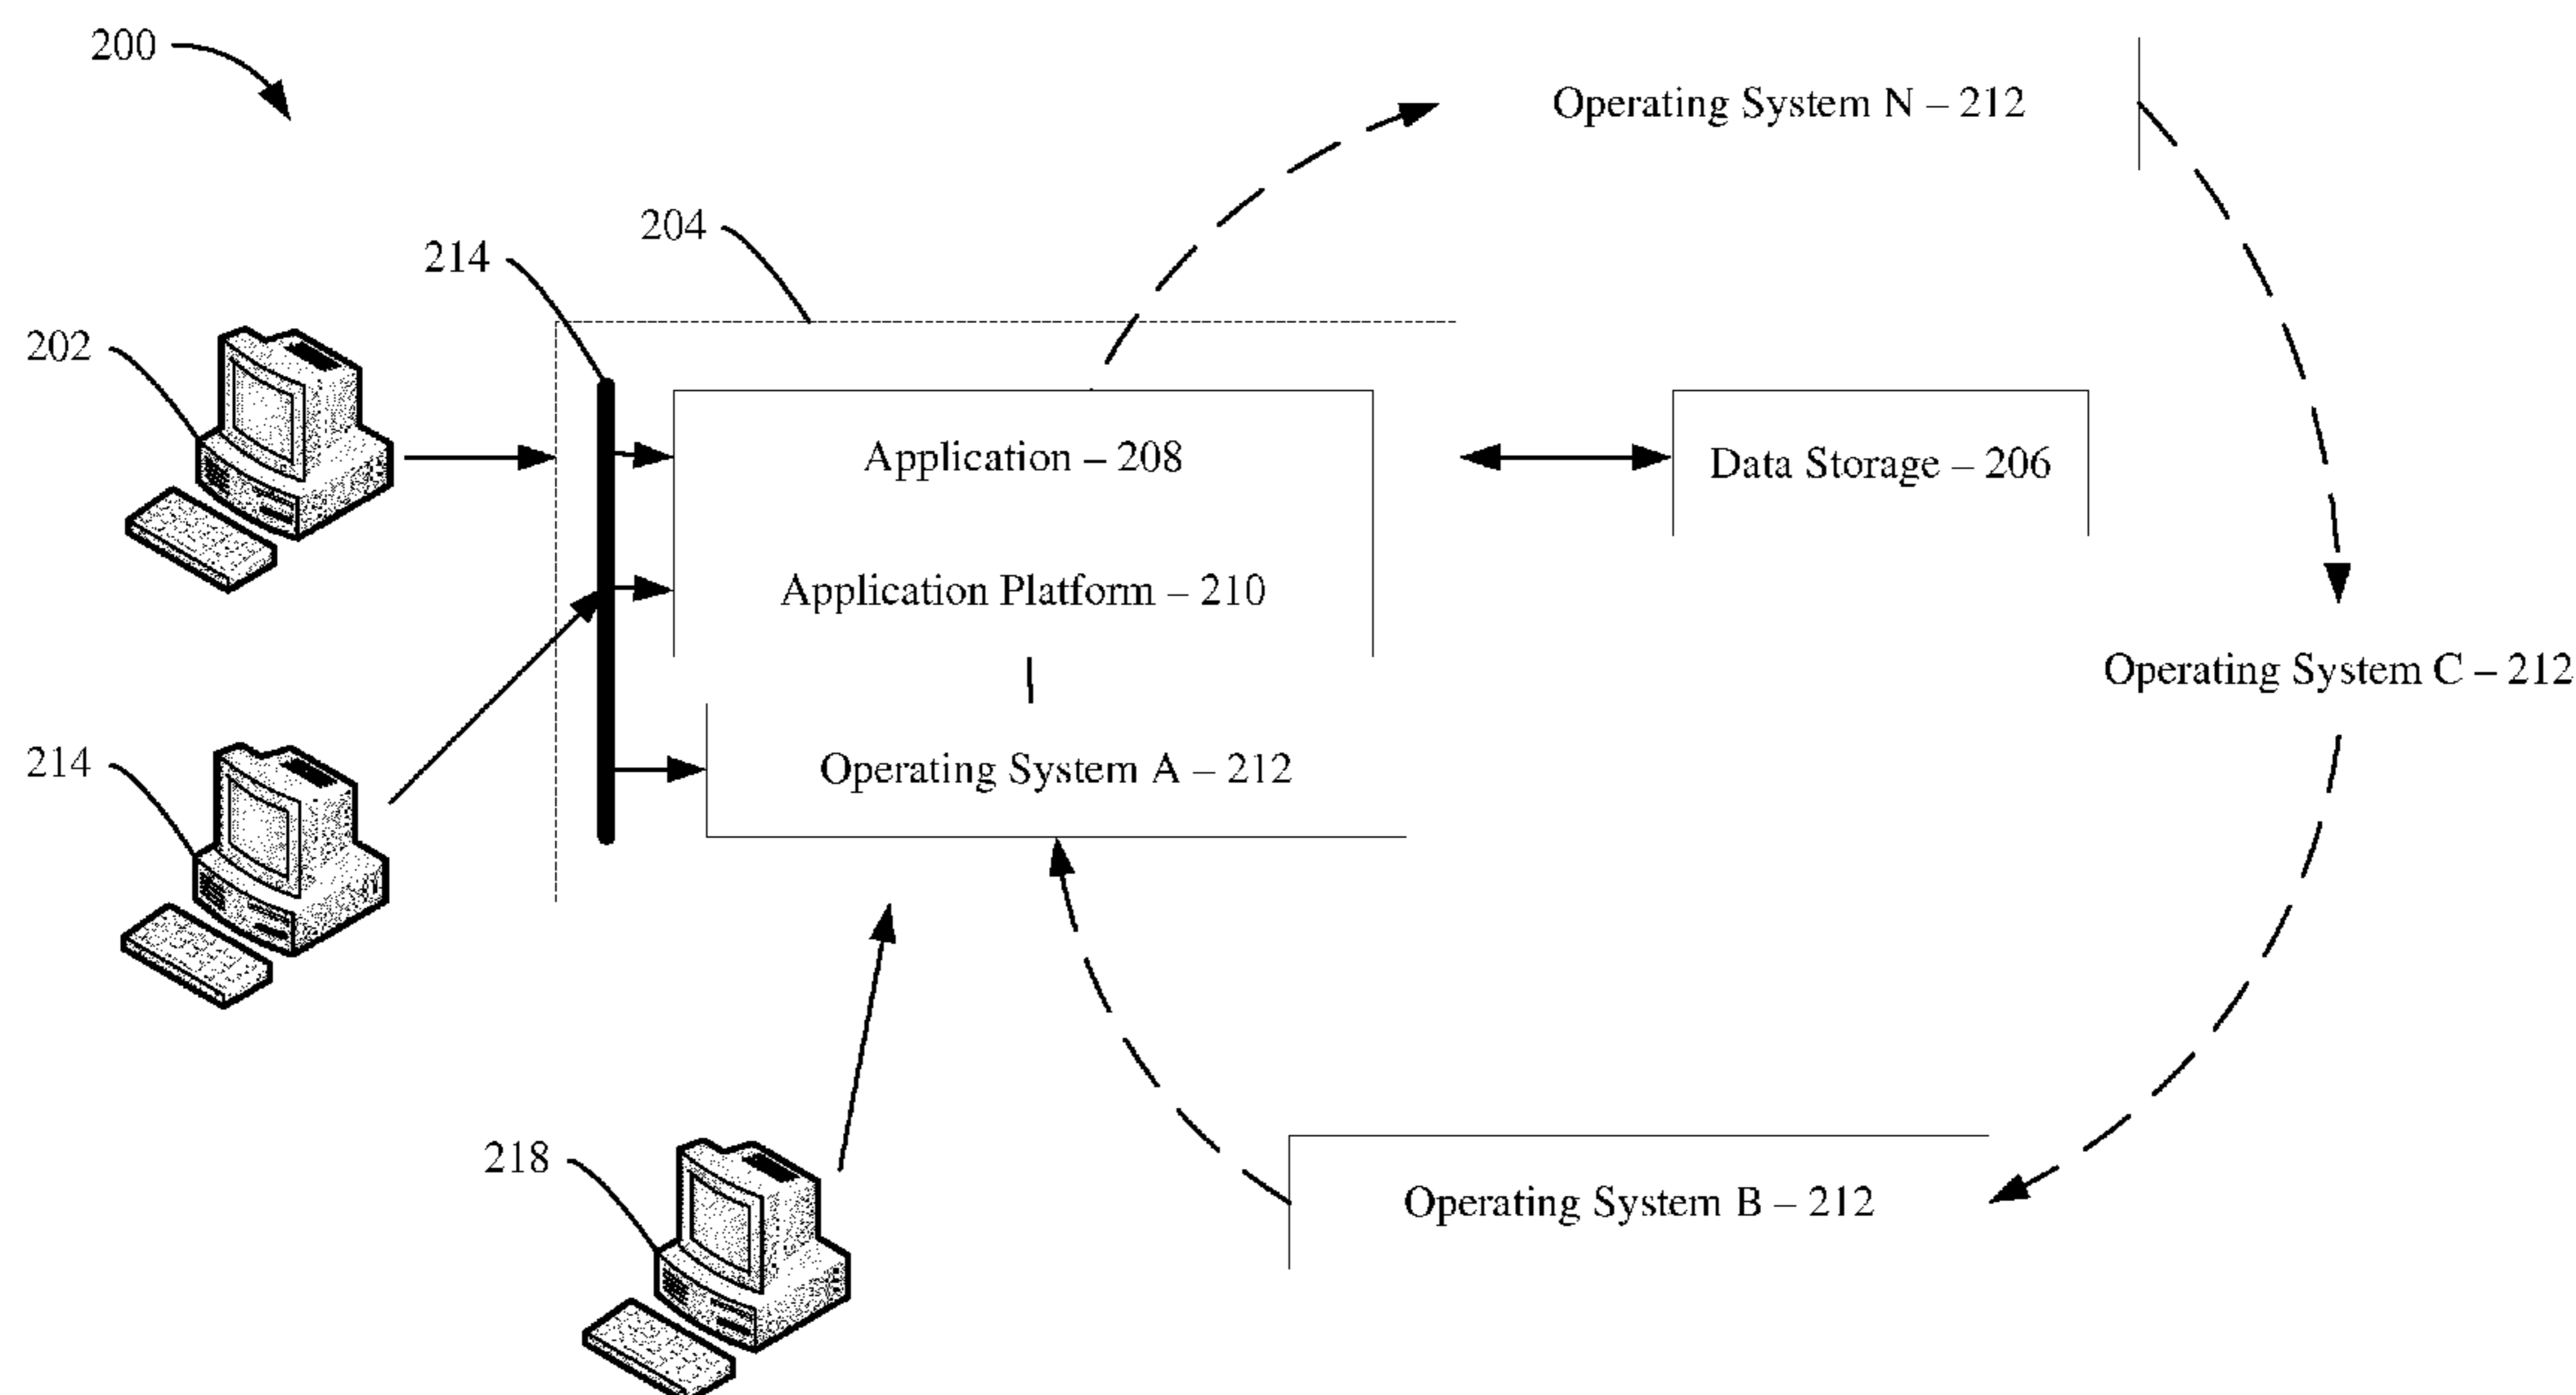 200
Operating System N – 212
204
214
202
Application – 208
Data Storage – 206
Application Platform – 210
Operating System C – 212
214
Operating System A – 212
218
Operating System B – 212